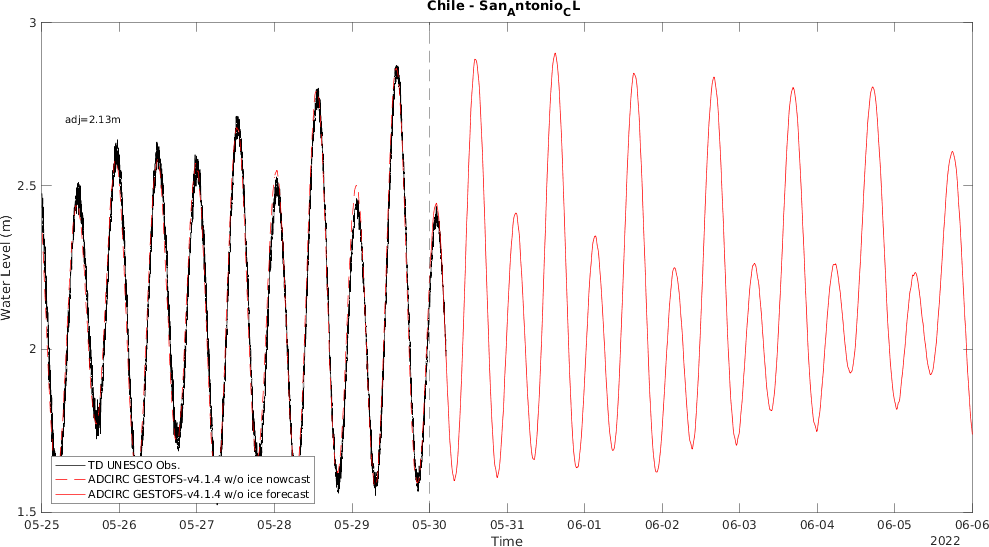 Chile - SanAntonioCL
3
adj=2.13m
2.5
Water Level (m)
2
TD UNESCO Obs.
ADCIRC GESTOFS-v4.1.4 w/o ice nowcast
ADCIRC GESTOFS-v4.1.4 w/o ice forecast
1.5
05-25 05-26 05-27 05-28 05-29 05-30 05-31 06-01 06-02 06-03 06-04 06-05 06-06
Time
2022